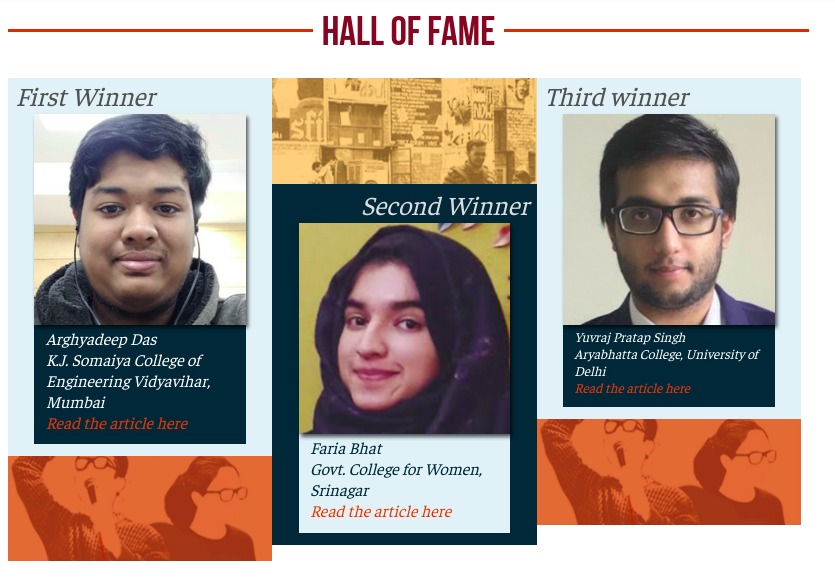 HALL OF FAME
First Winner
Arghyadeep Das
K.J. Somaiya College of
Engineering Vidyavihar,
Mumbai
Read the article here
sfi
Second Winner
Faria Bhat
Govt. College for Women,
Srinagar
Read the article here
Third winner
Yuvraj Pratap Singh
Aryabhatta College, University of
Delhi
Read the article here